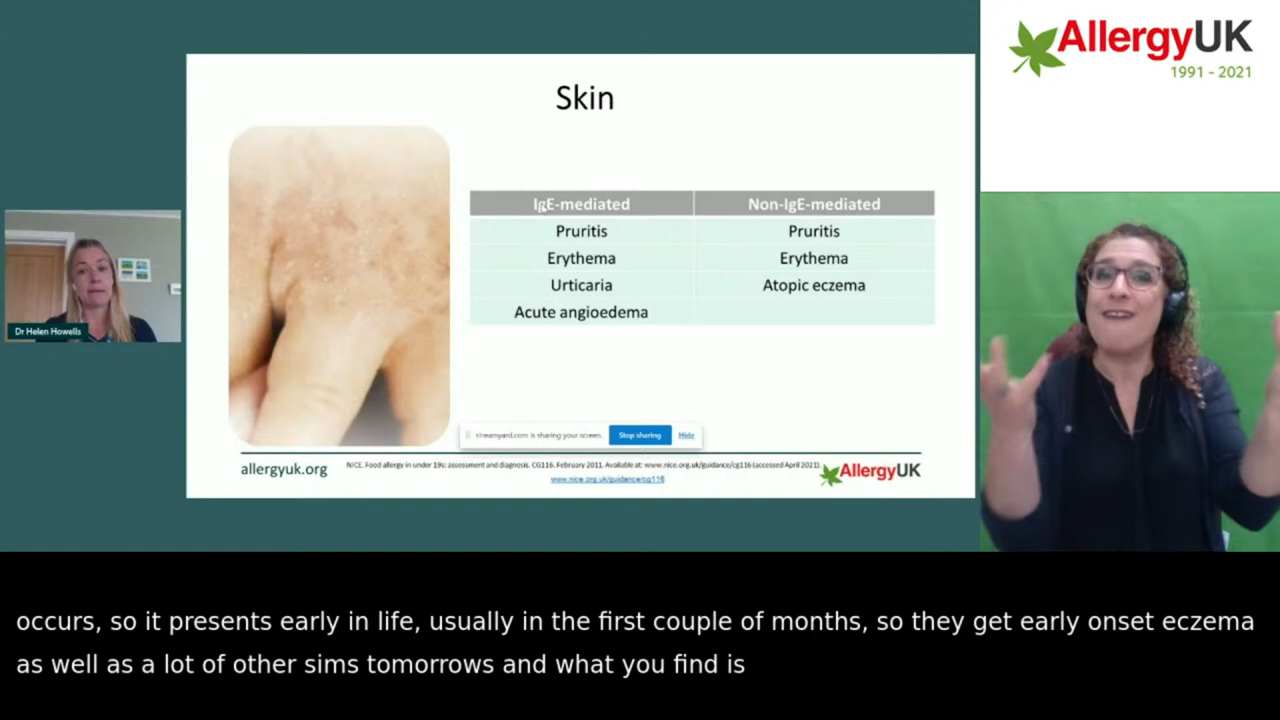 AllergyUK
1991 - 2021
Skin
IgE-mediated Non-IgE-mediated
Pruritis Pruritis
Erythema Erythema
Urticaria Atopic eczema
Acute angioedema
Dr Helen Howells
streamyard.com is sharing your screen. Stop sharing Hide
allergyuk.org
NICE. Food allergy in under 19s: assessment and diagnosis. CG116. February 2011. Available at: www.nice.org.uk/guidance/cg116 (accessed April 2021).
www.nice.org.uk/guidance/cg116
AllergyUK
occurs, so it presents early in life, usually in the first couple of months, so they get early onset eczema
as well as a lot of other sims tomorrows and what you find is